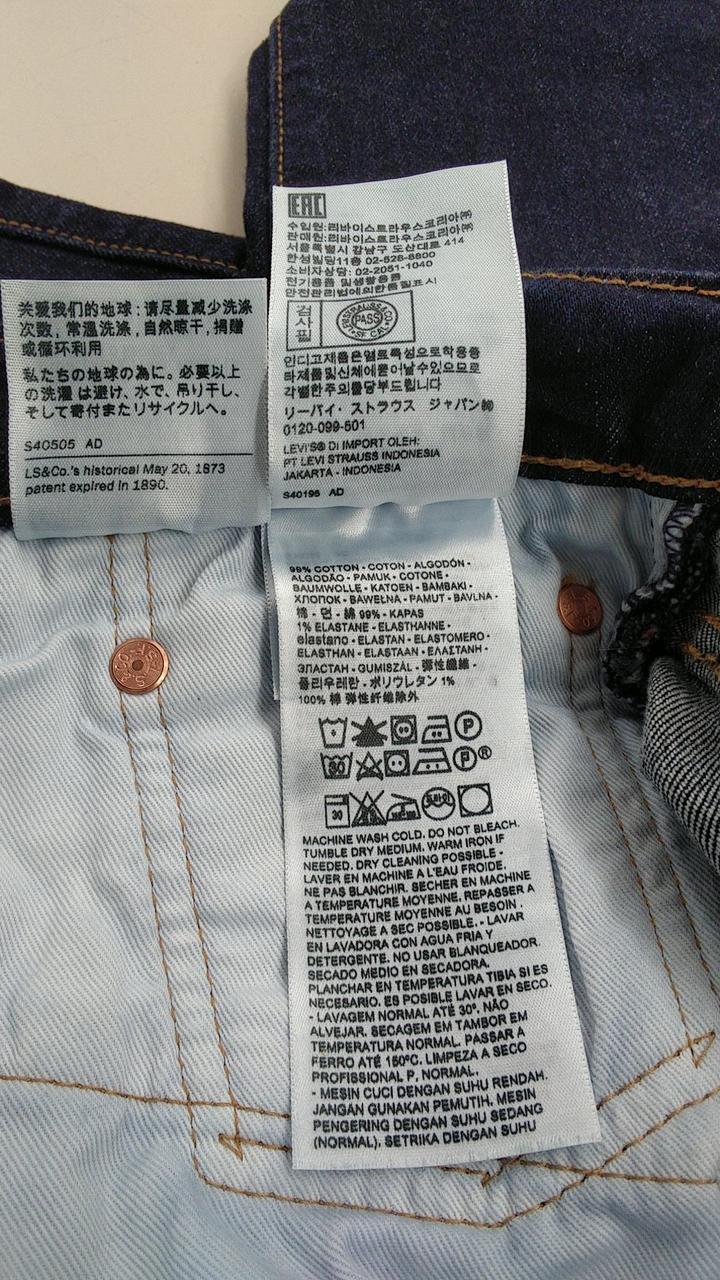 关爱我们的地球：请尽量减少洗涤
次数，常温洗涤，自然晾干，捐赠
或循环利用
私たちの地球の為に。必要以上
の洗濯は避け、水で、吊り干し、
そして寄付またリサイクルへ。
S40505 AD
LS&Co.'s historical May 20, 1873
patent expired in 1890.
EAC
수입원:리바이스트라우스코리아㈜
판매원:리바이스트라우스코리아㈜
서울특별시 강남구 도산대로 414
한성빌딩11층 02-528-8800
소비자상담: 02-2051-1040
전기용품 및생활용품
안전관리법에의한품질표시
검사필
PASS
인디고제품은염료특성으로착용중
타제품및신체에묻어날수있으므로
각별한주의를당부드립니다
リーバイ・ストラウス ジャパン㈱
0120-099-501
LEVI'S® Di IMPORT OLEH:
PT LEVI STRAUSS INDONESIA
JAKARTA - INDONESIA
S40196 AD
99% COTTON - COTON - ALGODÓN -
ALGODÃO - PAMUK - COTONE -
BAUMWOLLE - KATOEN - BAMBAKI -
ХЛОПОК - BAWEŁNA - PAMUT - BAVLNA -
棉 - 면 - 綿 99% - KAPAS
1% ELASTANE - ELASTHANNE -
elastano - ELASTAN - ELASTOMERO -
ELASTHAN - ELASTAAN - ΕΛΑΣΤΑΝΗ -
ЭЛАСТАН - GUMISZÁL - 弾性纖維 -
폴리우레탄 - ポリウレタン 1%
100% 棉 弹性纤维除外
P
30 P®
30
MACHINE WASH COLD. DO NOT BLEACH.
TUMBLE DRY MEDIUM. WARM IRON IF
NEEDED. DRY CLEANING POSSIBLE -
LAVER EN MACHINE A L'EAU FROIDE.
NE PAS BLANCHIR. SECHER EN MACHINE
A TEMPERATURE MOYENNE. REPASSER A
TEMPERATURE MOYENNE AU BESOIN.
NETTOYAGE A SEC POSSIBLE. - LAVAR
EN LAVADORA CON AGUA FRIA Y
DETERGENTE. NO USAR BLANQUEADOR.
SECADO MEDIO EN SECADORA.
PLANCHAR EN TEMPERATURA TIBIA SI ES
NECESARIO. ES POSIBLE LAVAR EN SECO.
- LAVAGEM NORMAL ATÉ 30º. NÃO
ALVEJAR. SECAGEM EM TAMBOR EM
TEMPERATURA NORMAL. PASSAR A
FERRO ATÉ 150ºC. LIMPEZA A SECO
PROFISSIONAL P, NORMAL.
- MESIN CUCI DENGAN SUHU RENDAH.
JANGAN GUNAKAN PEMUTIH. MESIN
PENGERING DENGAN SUHU SEDANG
(NORMAL), SETRIKA DENGAN SUHU